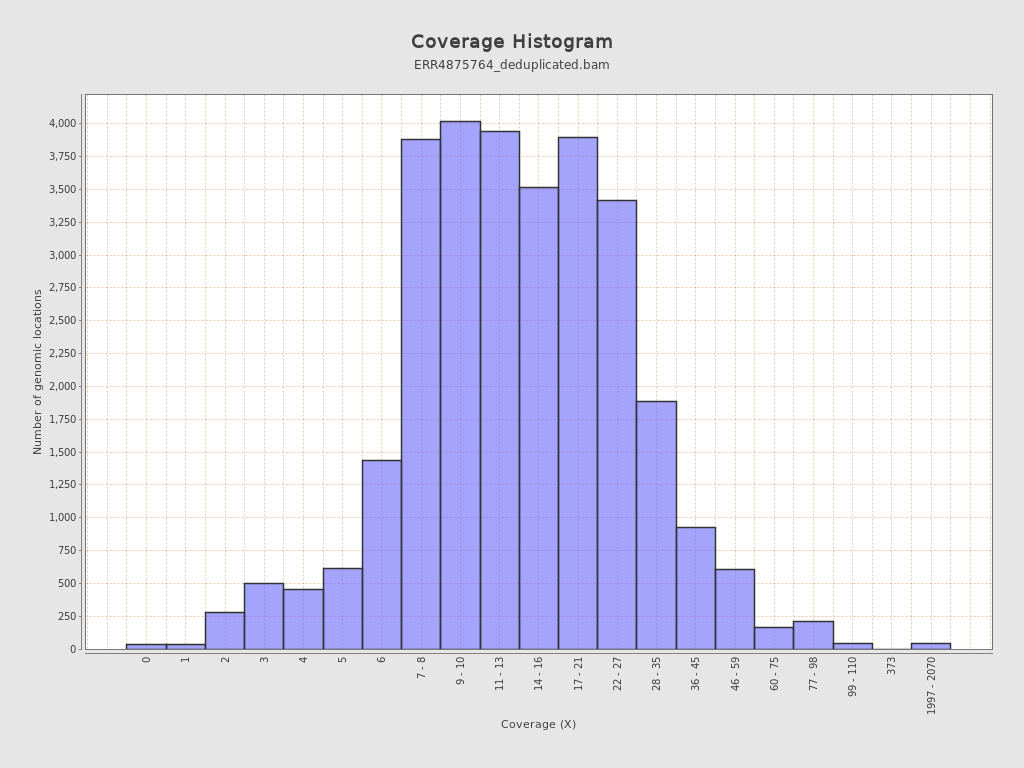 Coverage Histogram
ERR4875764_deduplicated.bam
Number of genomic locations
4,000
3,750
3,500
3,250
3,000
2,750
2,500
2,250
2,000
1,750
1,500
1,250
1,000
750
500
250
0
0
1
2
3
4
5
6
7 - 8
9 - 10
11 - 13
14 - 16
17 - 21
22 - 27
28 - 35
36 - 45
46 - 59
60 - 75
77 - 98
99 - 110
373
1997 - 2070
Coverage (X)